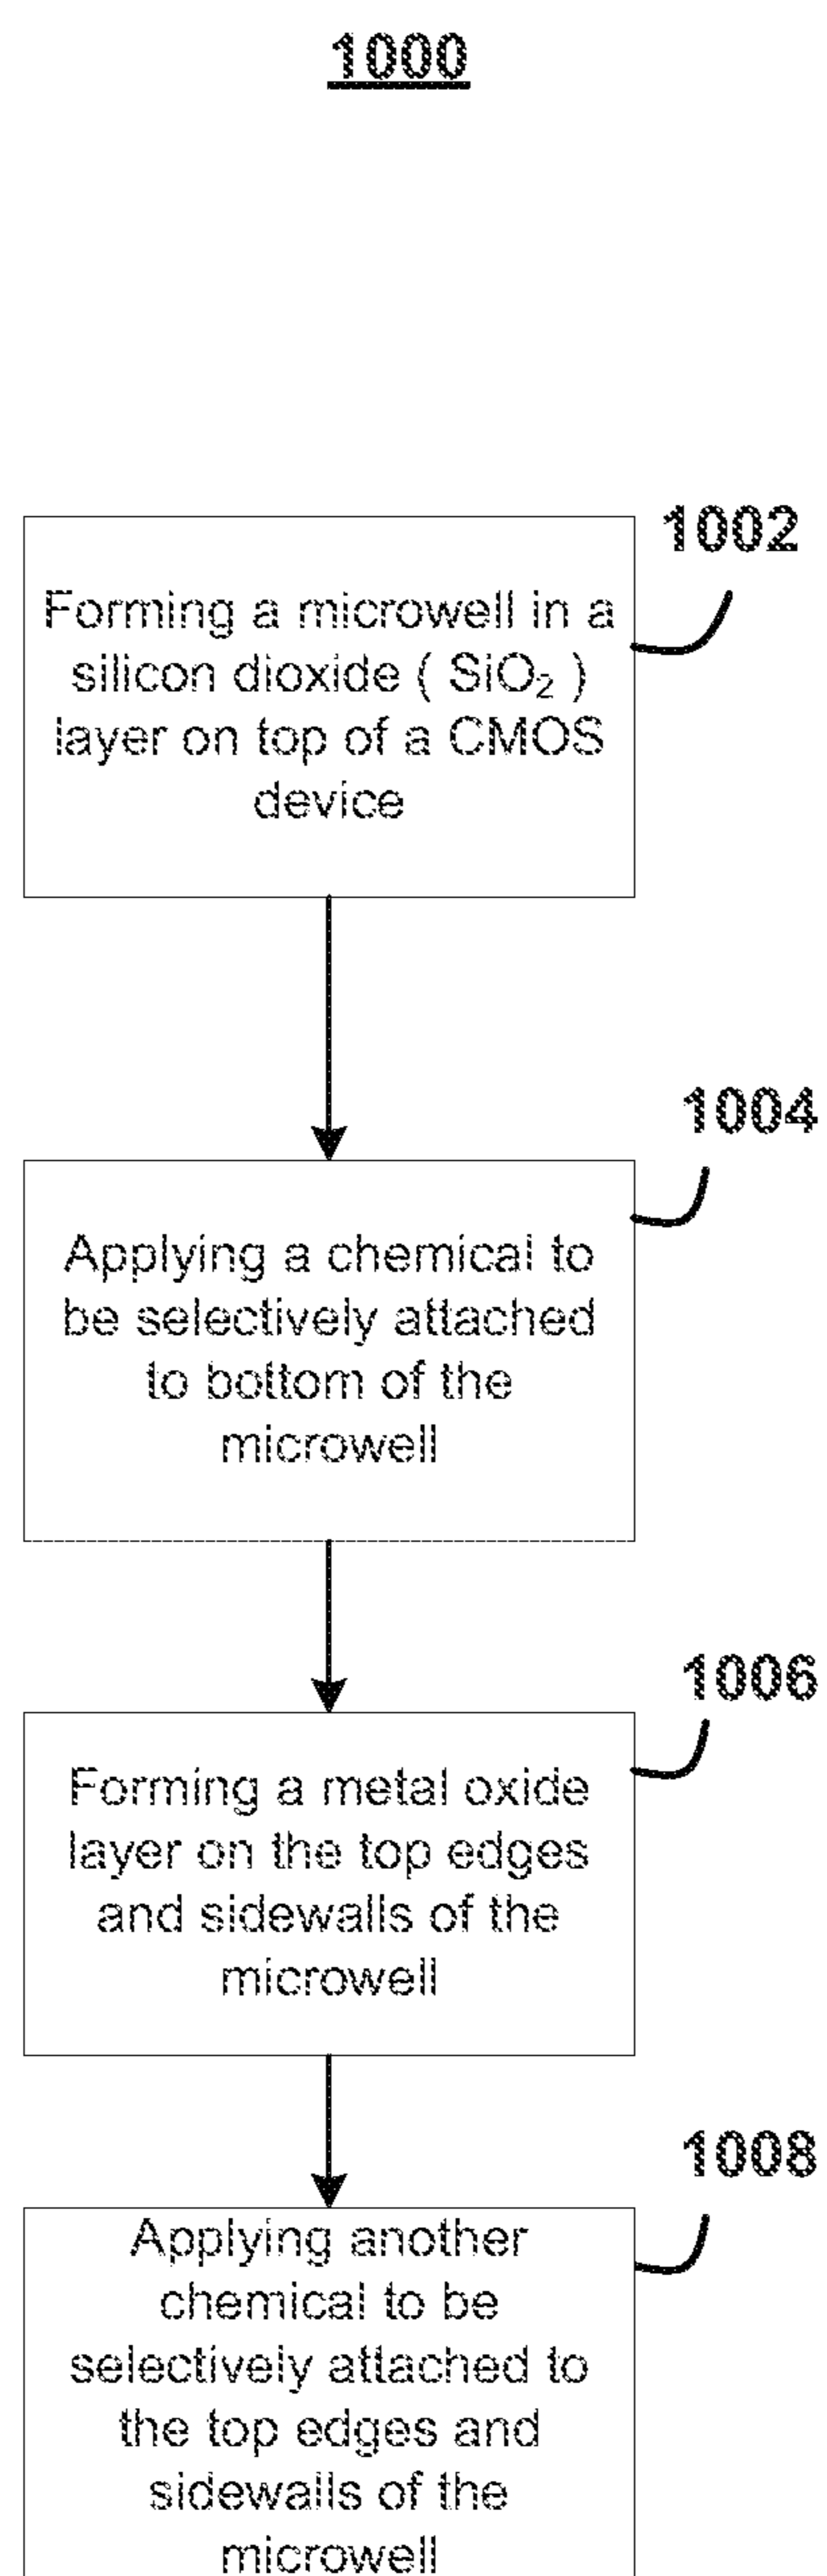 1000
1002
Forming a microwell in a
silicon dioxide ( SiO₂ )
layer on top of a CMOS
device
1004
Applying a chemical to
be selectively attached
to bottom of the
microwell
1006
Forming a metal oxide
layer on the top edges
and sidewalls of the
microwell
1008
Applying another
chemical to be
selectively attached to
the top edges and
sidewalls of the
microwell